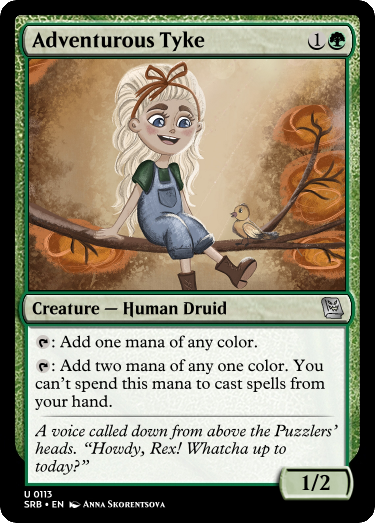 Adventurous Tyke 1
Creature — Human Druid
: Add one mana of any color.
: Add two mana of any one color. You
can't spend this mana to cast spells from
your hand.
A voice called down from above the Puzzlers'
heads. “Howdy, Rex! Whatcha up to
today?”
1/2
U 0113
SRB • EN Anna Skorentsova